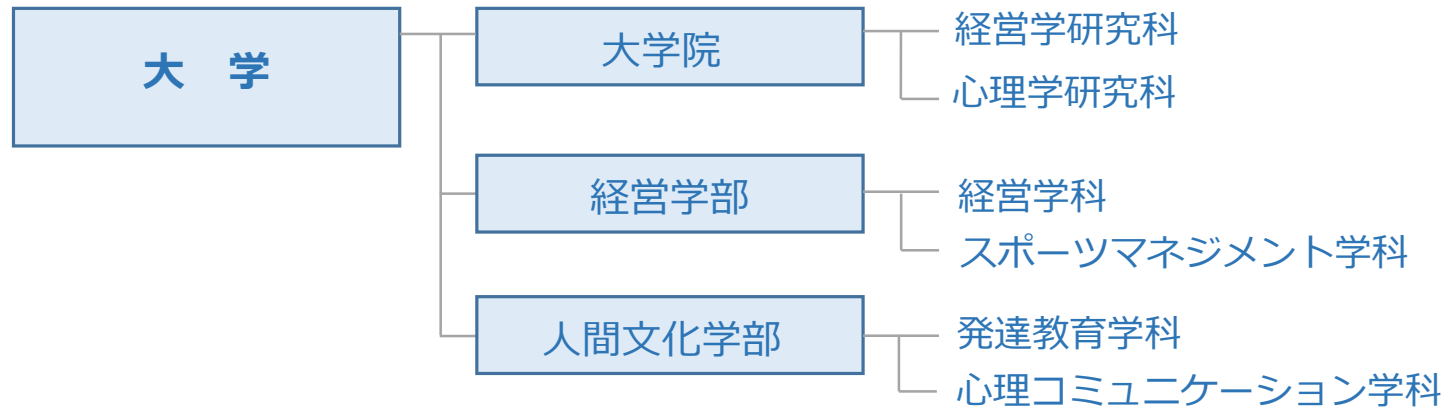 大　学
大学院
経営学研究科
心理学研究科
経営学部
経営学科
スポーツマネジメント学科
人間文化学部
発達教育学科
心理コミュニケーション学科